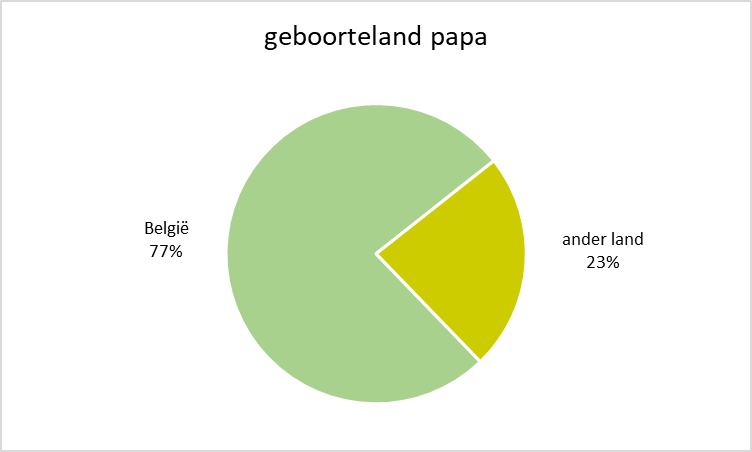 geboorteland papa
België
77%
ander land
23%